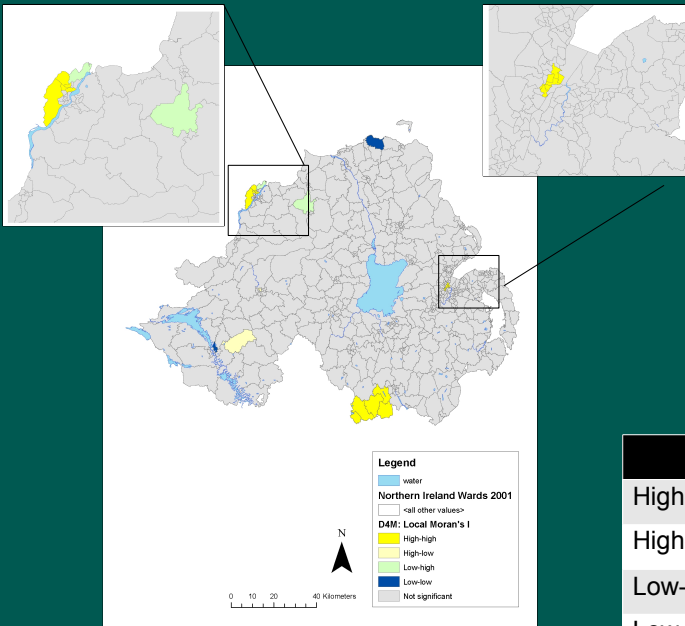 Legend
water
Northern Ireland Wards 2001
<all other values>
D4M: Local Moran's I
High-high
High-low
Low-high
Low-low
Not significant
N
0 10 20 40 Kilometers
High
High
Low-